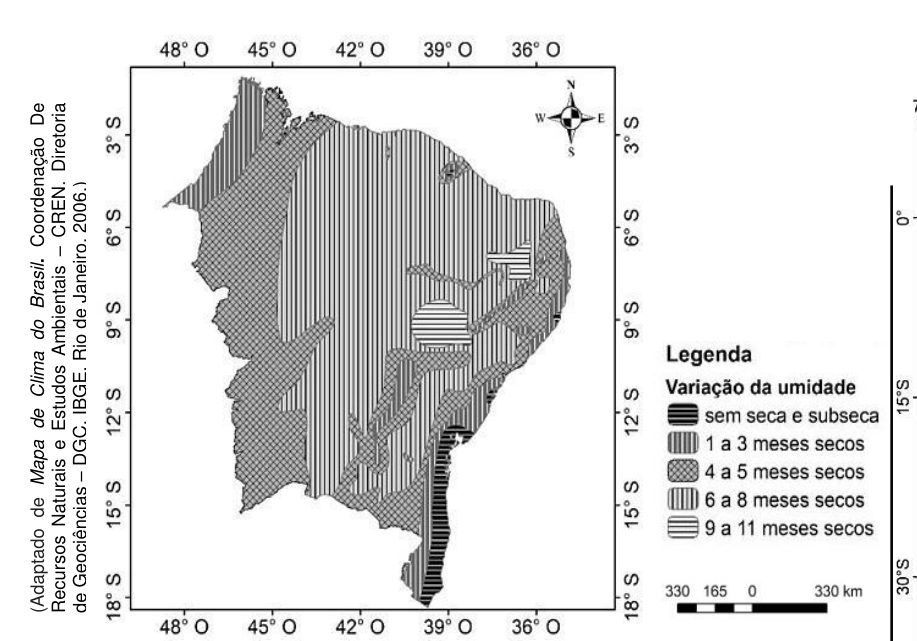 (Adaptado de Mapa de Clima do Brasil. Coordenação De
Recursos Naturais e Estudos Ambientais – CREN. Diretoria
de Geociências – DGC. IBGE. Rio de Janeiro. 2006.)
48° O 45° O 42° O 39° O 36° O
N
W E
S
3° S 3° S
6° S 6° S
9° S 9° S
12° S 12° S
15° S 15° S
18° S 18° S
48° O 45° O 42° O 39° O 36° O
Legenda
Variação da umidade
sem seca e subseca
1 a 3 meses secos
4 a 5 meses secos
6 a 8 meses secos
9 a 11 meses secos
330 165 0 330 km
7
0°
15°S
30°S